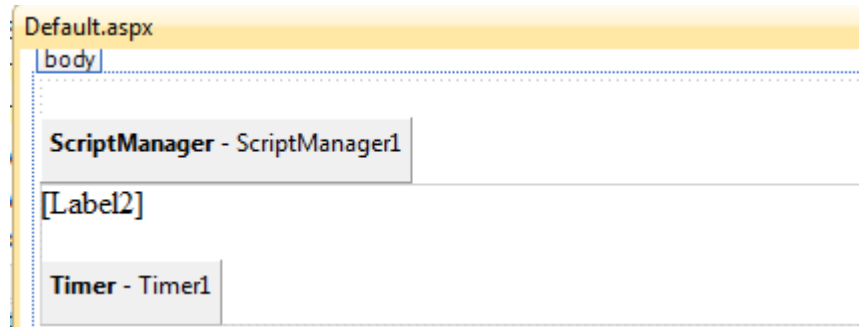 Default.aspx
body
ScriptManager - ScriptManager1
[Label2]
Timer - Timer1